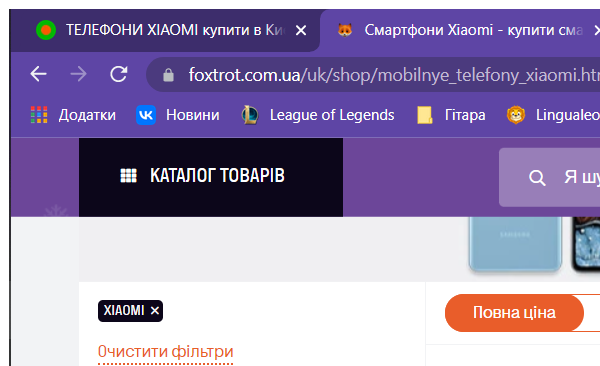 ТЕЛЕФОНИ XIAOMI купити в Ки
Смартфони Xiaomi - купити сма
foxtrot.com.ua/uk/shop/mobilnye_telefony_xiaomi.htm
Додатки
Новини
League of Legends
Гітара
Lingualeo
КАТАЛОГ ТОВАРІВ
Я шу
SAMSUNG
XIAOMI ×
Повна ціна
Очистити фільтри